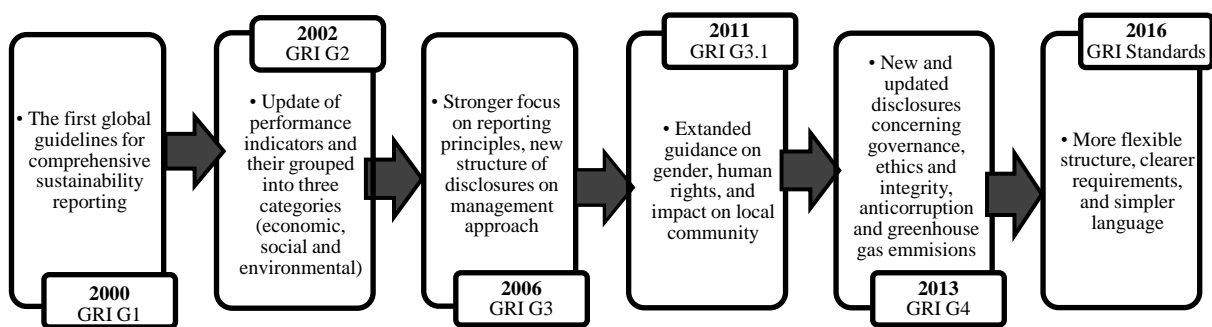 • The first global
guidelines for
comprehensive
sustainability
reporting
2000
GRI G1
2002
GRI G2
• Update of
performance
indicators and
their grouped
into three
categories
(economic,
social and
environmental)
• Stronger focus
on reporting
principles, new
structure of
disclosures on
management
approach
2006
GRI G3
2011
GRI G3.1
• Extanded
guidance on
gender, human
rights, and
impact on local
community
• New and
updated
disclosures
concerning
governance,
ethics and
integrity,
anticorruption
and greenhouse
gas emmisions
2013
GRI G4
2016
GRI Standards
• More flexible
structure, clearer
requirements,
and simpler
language